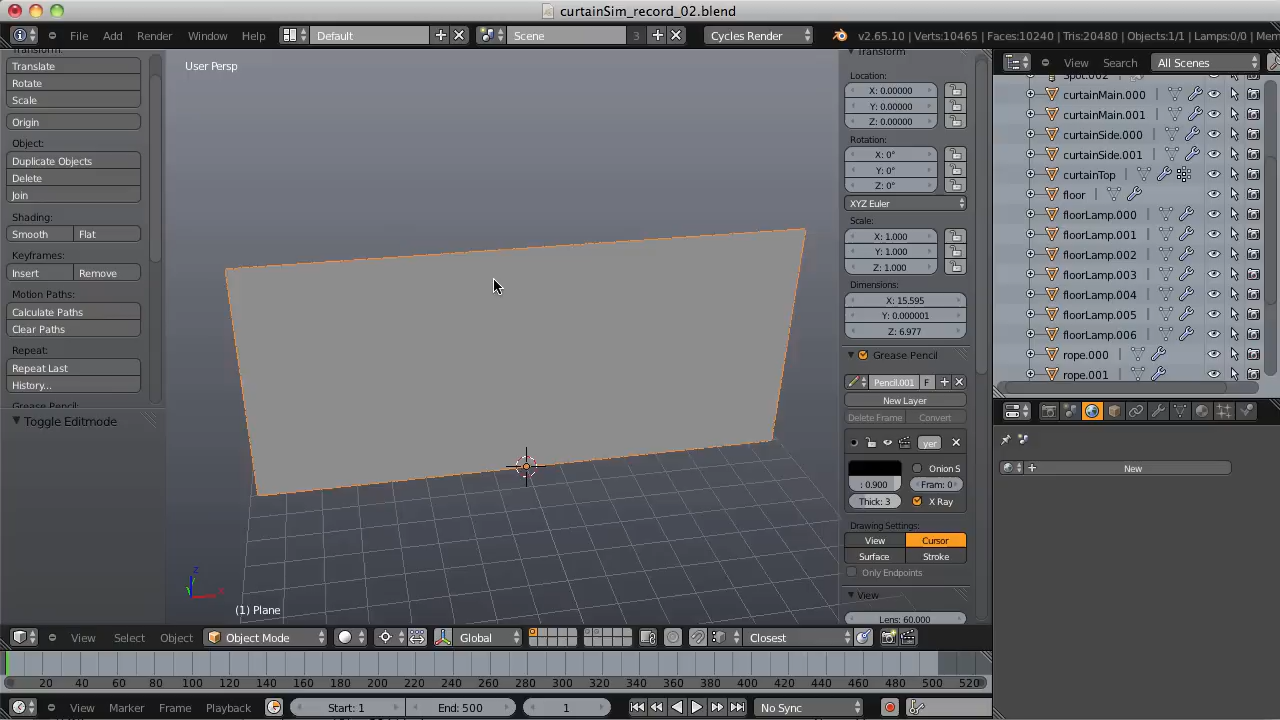 curtainSim_record_02.blend
File Add Render Window Help Default Scene 3 Cycles Render v2.65.10 | Verts:10465 | Faces:10240 | Tris:20480 | Objects:1/1 | Lamps:0/0 | Mem
Transform:
Translate
Rotate
Scale
Origin
Object:
Duplicate Objects
Delete
Join
Shading:
Smooth Flat
Keyframes:
Insert Remove
Motion Paths:
Calculate Paths
Clear Paths
Repeat:
Repeat Last
History...
Grease Pencil:
Toggle Editmode
User Persp
(1) Plane
Transform
Location:
X: 0.00000
Y: 0.00000
Z: 0.00000
Rotation:
X: 0°
Y: 0°
Z: 0°
XYZ Euler
Scale:
X: 1.000
Y: 1.000
Z: 1.000
Dimensions:
X: 15.595
Y: 0.000001
Z: 6.977
Grease Pencil
Pencil.001 F
New Layer
Delete Frame Convert
yer
Onion S
: 0.900 Fram: 0
Thick: 3 X Ray
Drawing Settings:
View Cursor
Surface Stroke
Only Endpoints
View
Lens: 60.000
View Search All Scenes
Spot.002
curtainMain.000
curtainMain.001
curtainSide.000
curtainSide.001
curtainTop
floor
floorLamp.000
floorLamp.001
floorLamp.002
floorLamp.003
floorLamp.004
floorLamp.005
floorLamp.006
rope.000
rope.001
New
View Select Object Object Mode Global Closest
20 40 60 80 100 120 140 160 180 200 220 240 260 280 300 320 340 360 380 400 420 440 460 480 500 520
View Marker Frame Playback Start: 1 End: 500 1 No Sync